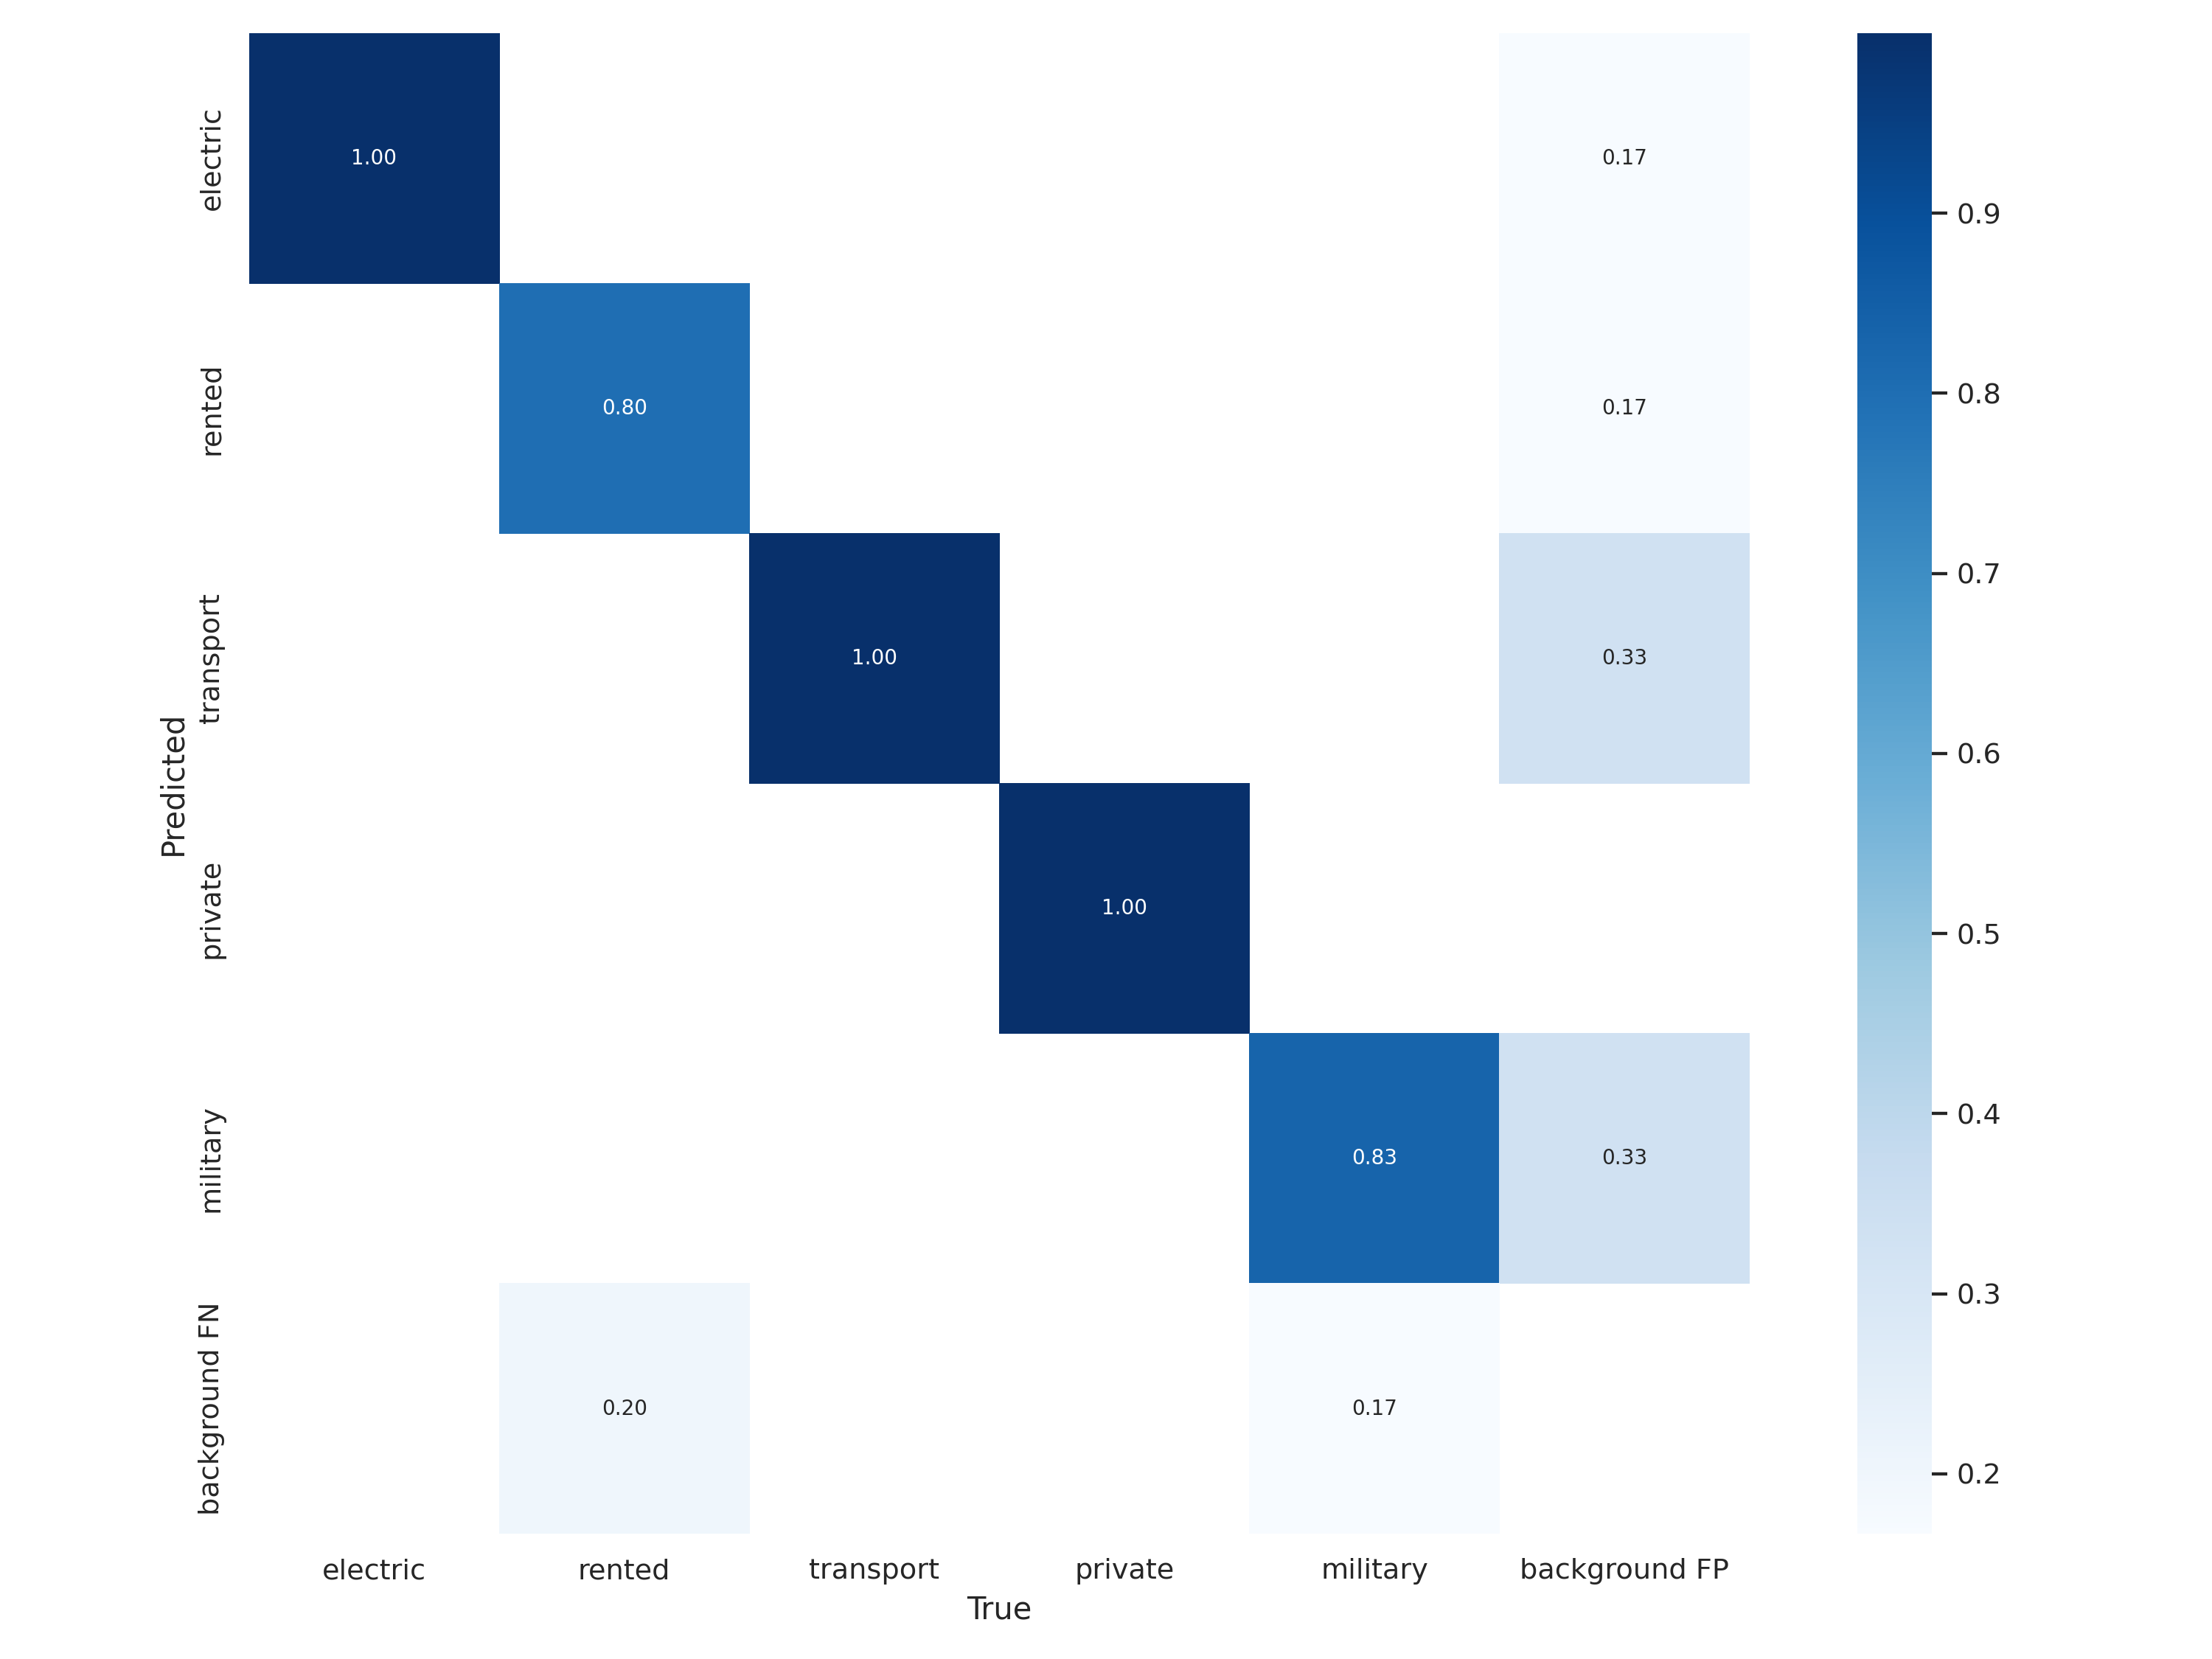 electric
1.00
0.17
rented
0.80
0.17
transport
1.00
0.33
Predicted
private
1.00
military
0.83
0.33
background FN
0.20
0.17
electric
rented
transport
private
military
background FP
True
0.9
0.8
0.7
0.6
0.5
0.4
0.3
0.2